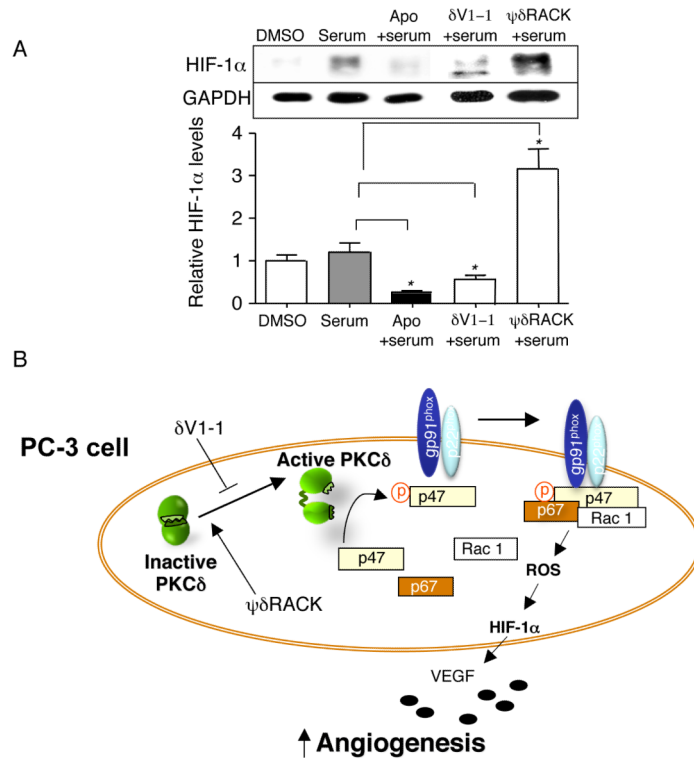 A
DMSO Serum Apo +serum δV1-1 +serum ψδRACK +serum
HIF-1α
GAPDH
Relative HIF-1α levels
4
3
2
1
0
*
*
*
DMSO Serum Apo +serum δV1-1 +serum ψδRACK +serum
B
PC-3 cell
δV1-1
Inactive
PKCδ
ψδRACK
Active PKCδ
gp91phox
p
p47
p47
p67
Rac 1
gp91phox
p
p47
p67
Rac 1
ROS
HIF-1α
VEGF
Angiogenesis